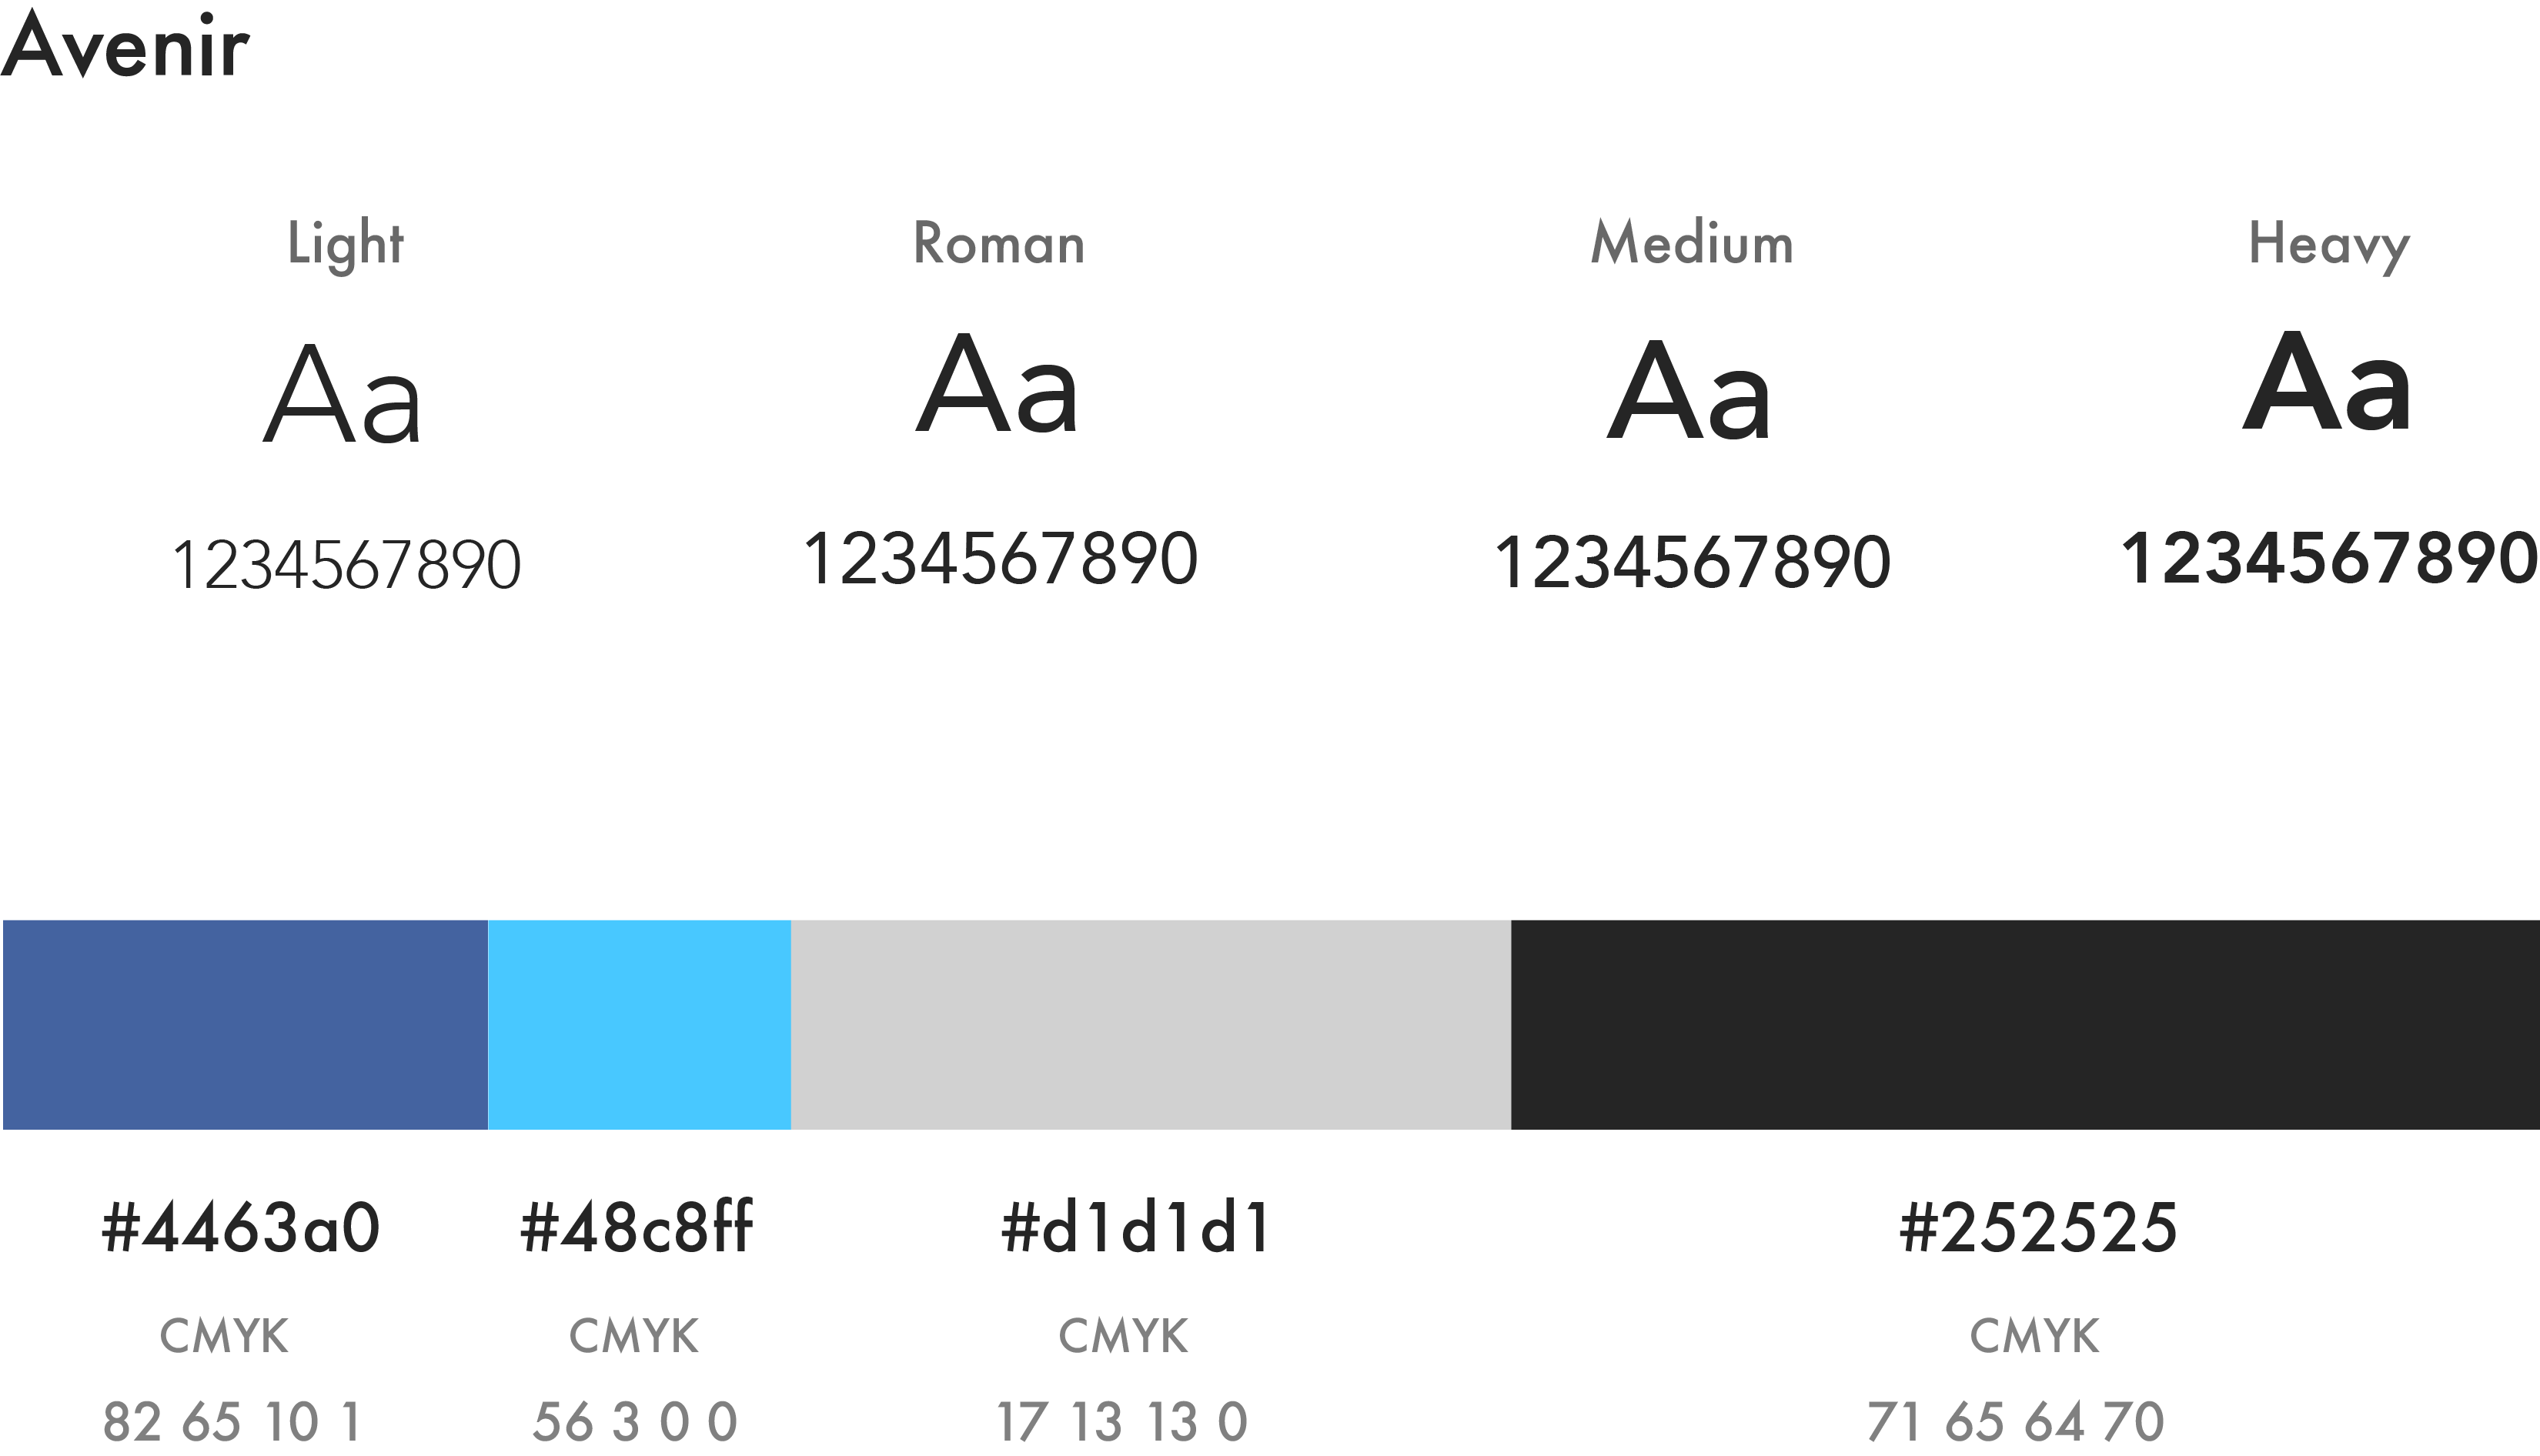 Avenir
Light Roman Medium Heavy
Aa Aa Aa Aa
1234567890 1234567890 1234567890 1234567890
#4463a0 #48c8ff #d1d1d1 #252525
CMYK CMYK CMYK CMYK
82 65 10 1 56 3 0 0 17 13 13 0 71 65 64 70